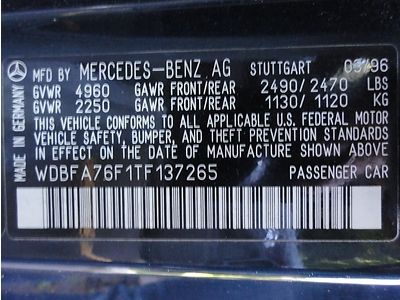 MADE IN GERMANY
MFD BY MERCEDES-BENZ AG STUTTGART 03/96
GVWR 4960 GAWR FRONT/REAR 2490/2470 LBS
GVWR 2250 GAWR FRONT/REAR 1130/1120 KG
THIS VEHICLE CONFORMS TO ALL APPLICABLE U.S. FEDERAL MOTOR
VEHICLE SAFETY, BUMPER, AND THEFT PREVENTION STANDARDS
IN EFFECT ON THE DATE OF MANUFACTURE SHOWN ABOVE.
WDBFA76F1TF137265 PASSENGER CAR